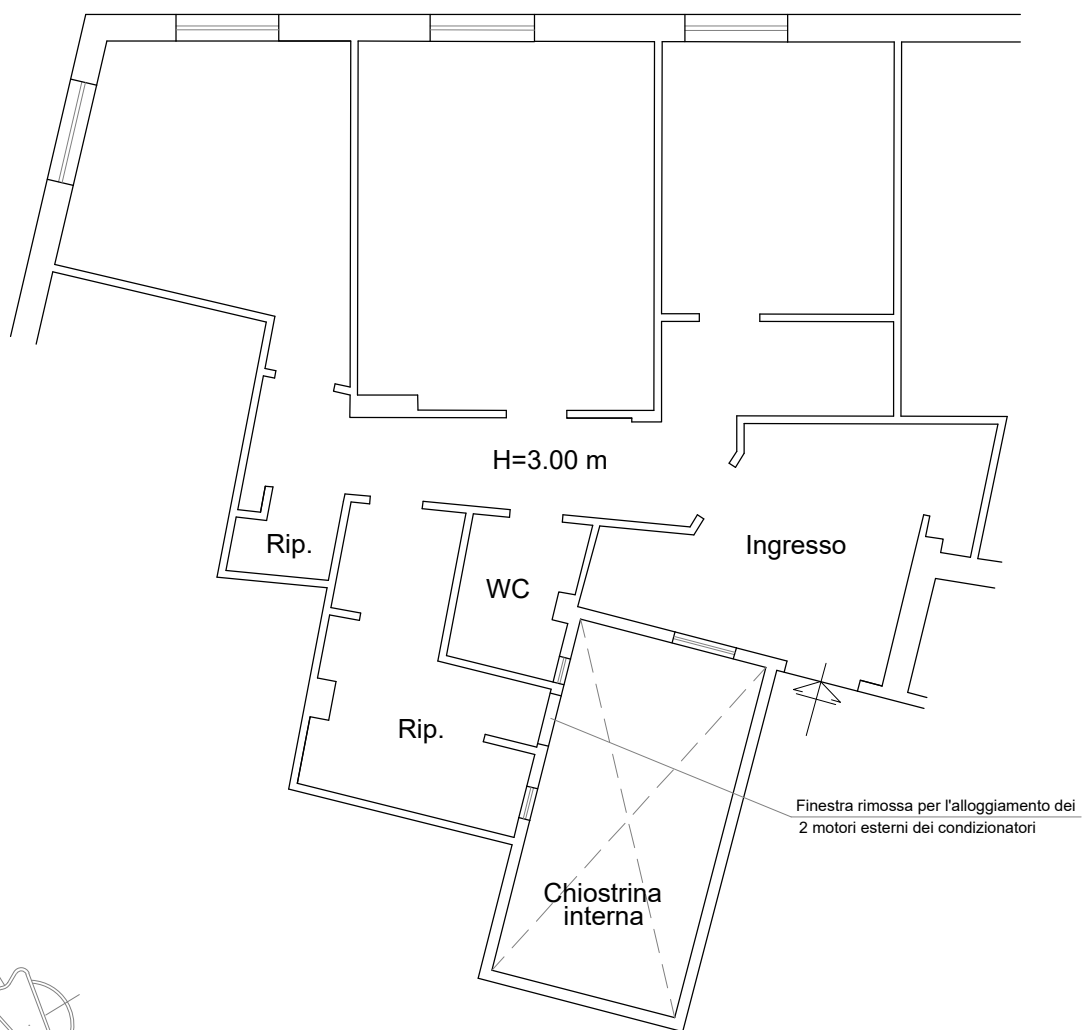 H=3.00 m
Rip.
Ingresso
WC
Rip.
Finestra rimossa per l'alloggiamento dei
2 motori esterni dei condizionatori
Chiostrina
interna